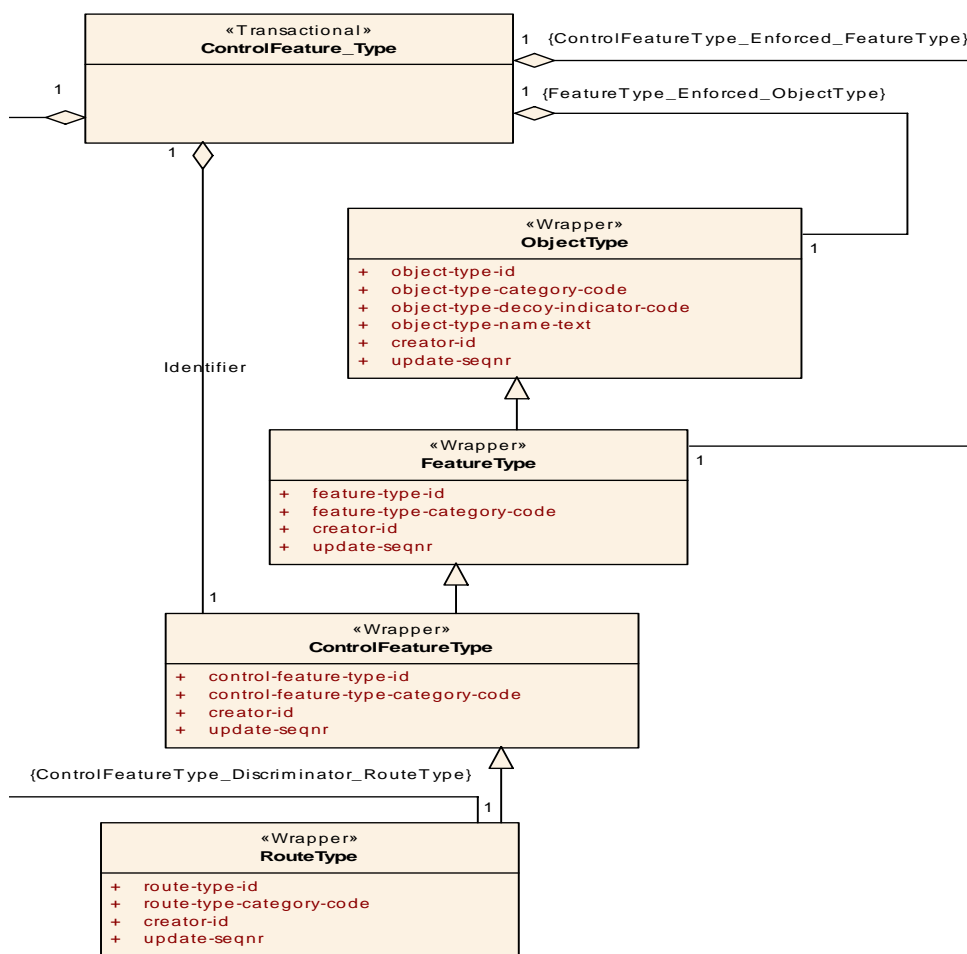 «Transactional»
ControlFeature_Type
1
{ControlFeatureType_Enforced_FeatureType}
1
1
{FeatureType_Enforced_ObjectType}
1
«Wrapper»
ObjectType
1
+ object-type-id
+ object-type-category-code
+ object-type-decoy-indicator-code
+ object-type-name-text
+ creator-id
+ update-seqnr
Identifier
«Wrapper»
FeatureType
1
+ feature-type-id
+ feature-type-category-code
+ creator-id
+ update-seqnr
1
«Wrapper»
ControlFeatureType
+ control-feature-type-id
+ control-feature-type-category-code
+ creator-id
+ update-seqnr
{ControlFeatureType_Discriminator_RouteType}
1
«Wrapper»
RouteType
+ route-type-id
+ route-type-category-code
+ creator-id
+ update-seqnr